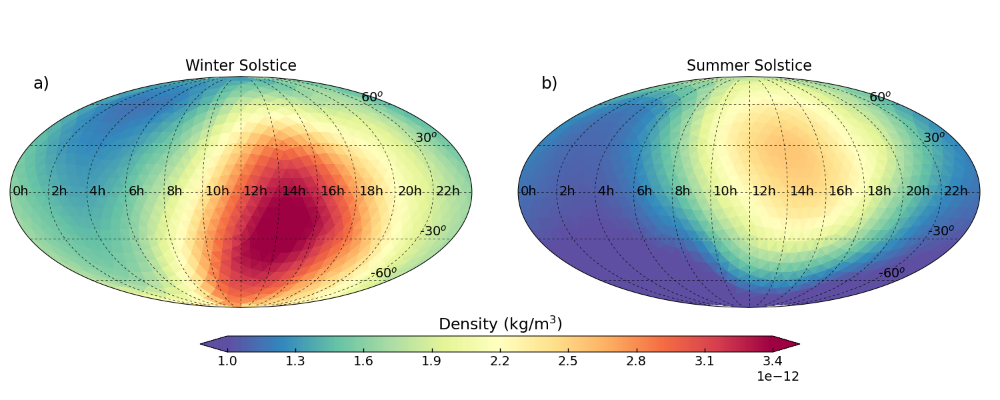 Winter Solstice
Summer Solstice
a)
b)
60°
60°
30°
30°
0h 2h 4h 6h 8h 10h 12h 14h 16h 18h 20h 22h
0h 2h 4h 6h 8h 10h 12h 14h 16h 18h 20h 22h
-30°
-30°
-60°
-60°
Density (kg/m³)
1.0 1.3 1.6 1.9 2.2 2.5 2.8 3.1 3.4
1e−12